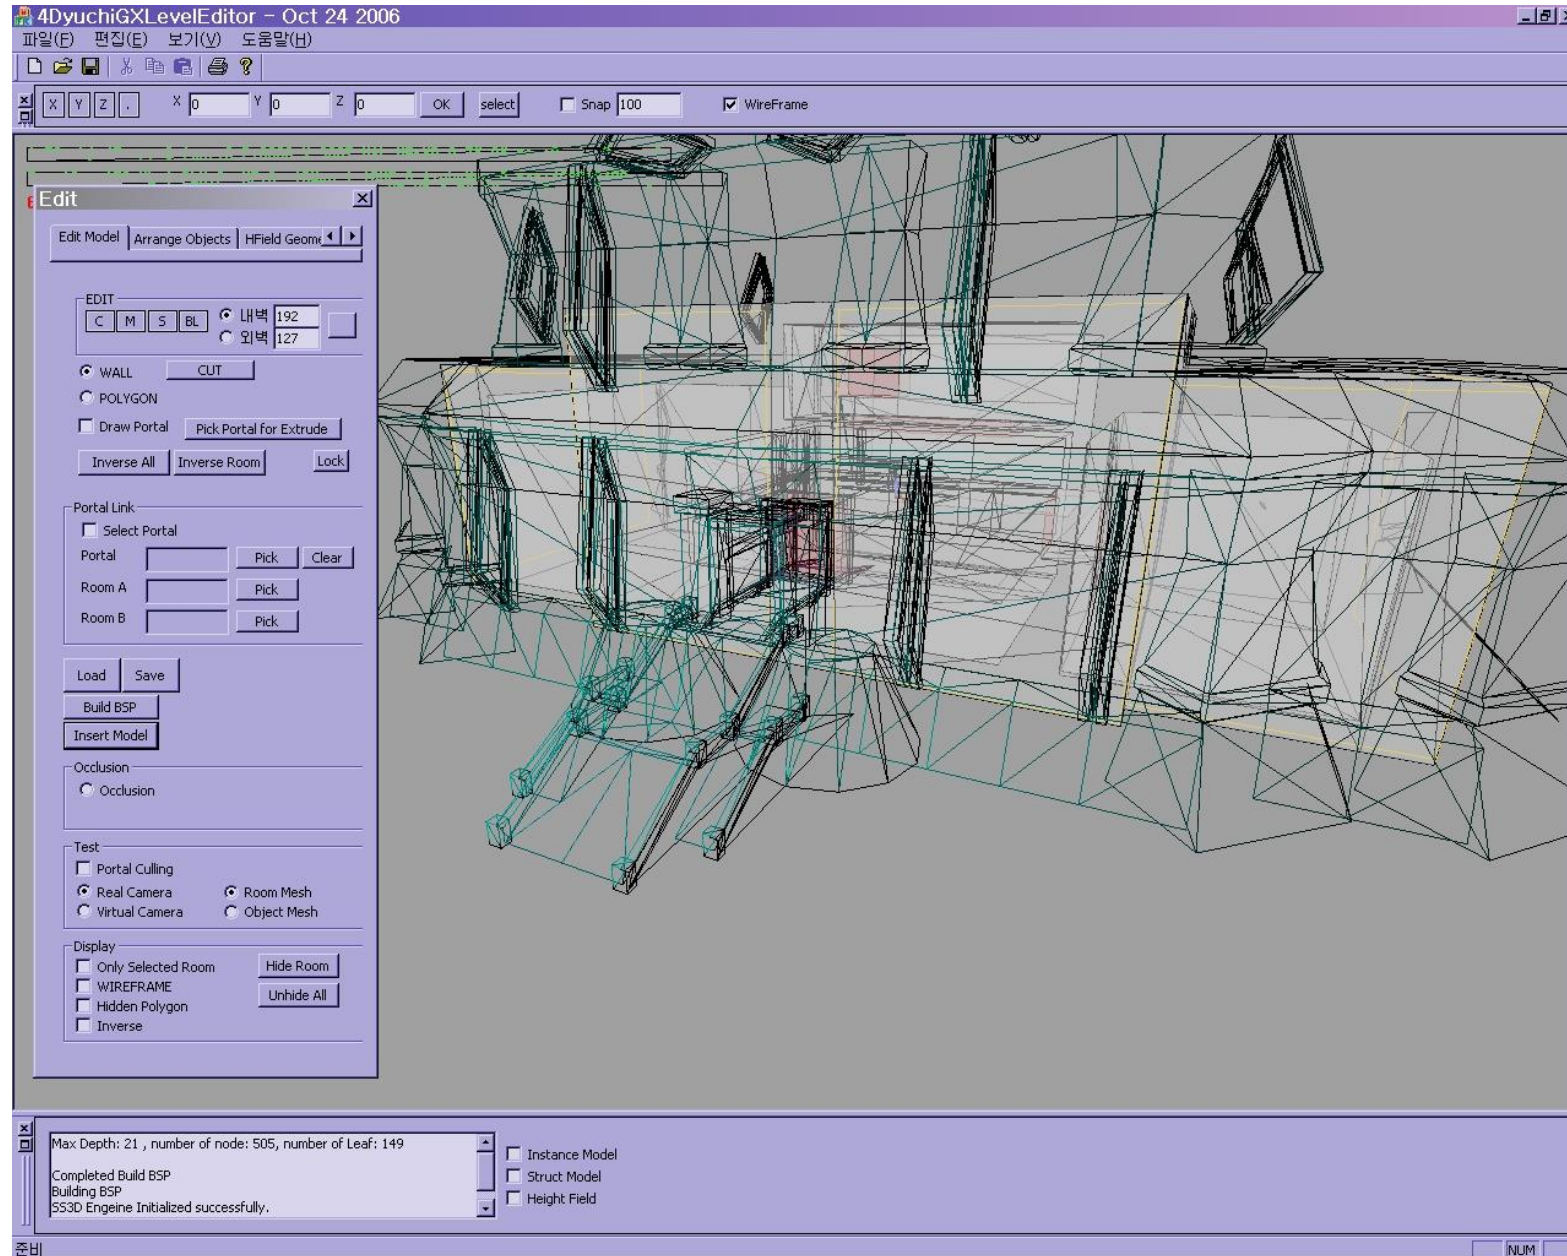 4DyuchiGXLevelEditor - Oct 24 2006
파일(F) 편집(E) 보기(V) 도움말(H)
X Y Z . X 0 Y 0 Z 0 OK select Snap 100 WireFrame
Edit
Edit Model Arrange Objects HField Geome
EDIT
C M S BL 내벽 192
외벽 127
WALL CUT
POLYGON
Draw Portal Pick Portal for Extrude
Inverse All Inverse Room Lock
Portal Link
Select Portal
Portal Pick Clear
Room A Pick
Room B Pick
Load Save
Build BSP
Insert Model
Occlusion
Occlusion
Test
Portal Culling
Real Camera Room Mesh
Virtual Camera Object Mesh
Display
Only Selected Room Hide Room
WIREFRAME
Unhide All
Hidden Polygon
Inverse
Max Depth: 21 , number of node: 505, number of Leaf: 149
Completed Build BSP
Building BSP
SS3D Engeine Initialized successfully.
Instance Model
Struct Model
Height Field
준비 NUM